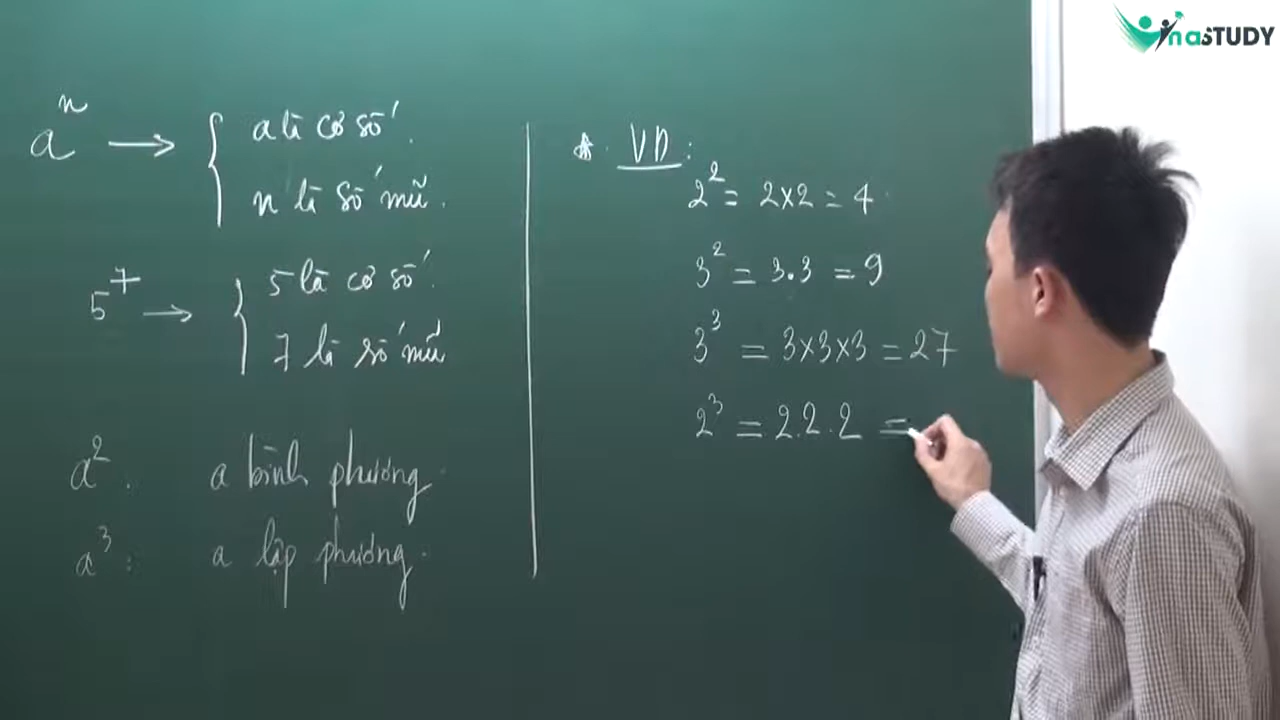 aⁿ → { a là cơ số.
n là số mũ.
5⁷ → { 5 là cơ số.
7 là số mũ
a² : a bình phương.
a³ : a lập phương.
VD:
2² = 2×2 = 4
3² = 3.3 = 9
3³ = 3×3×3 = 27
2³ = 2.2.2 =
VinaSTUDY